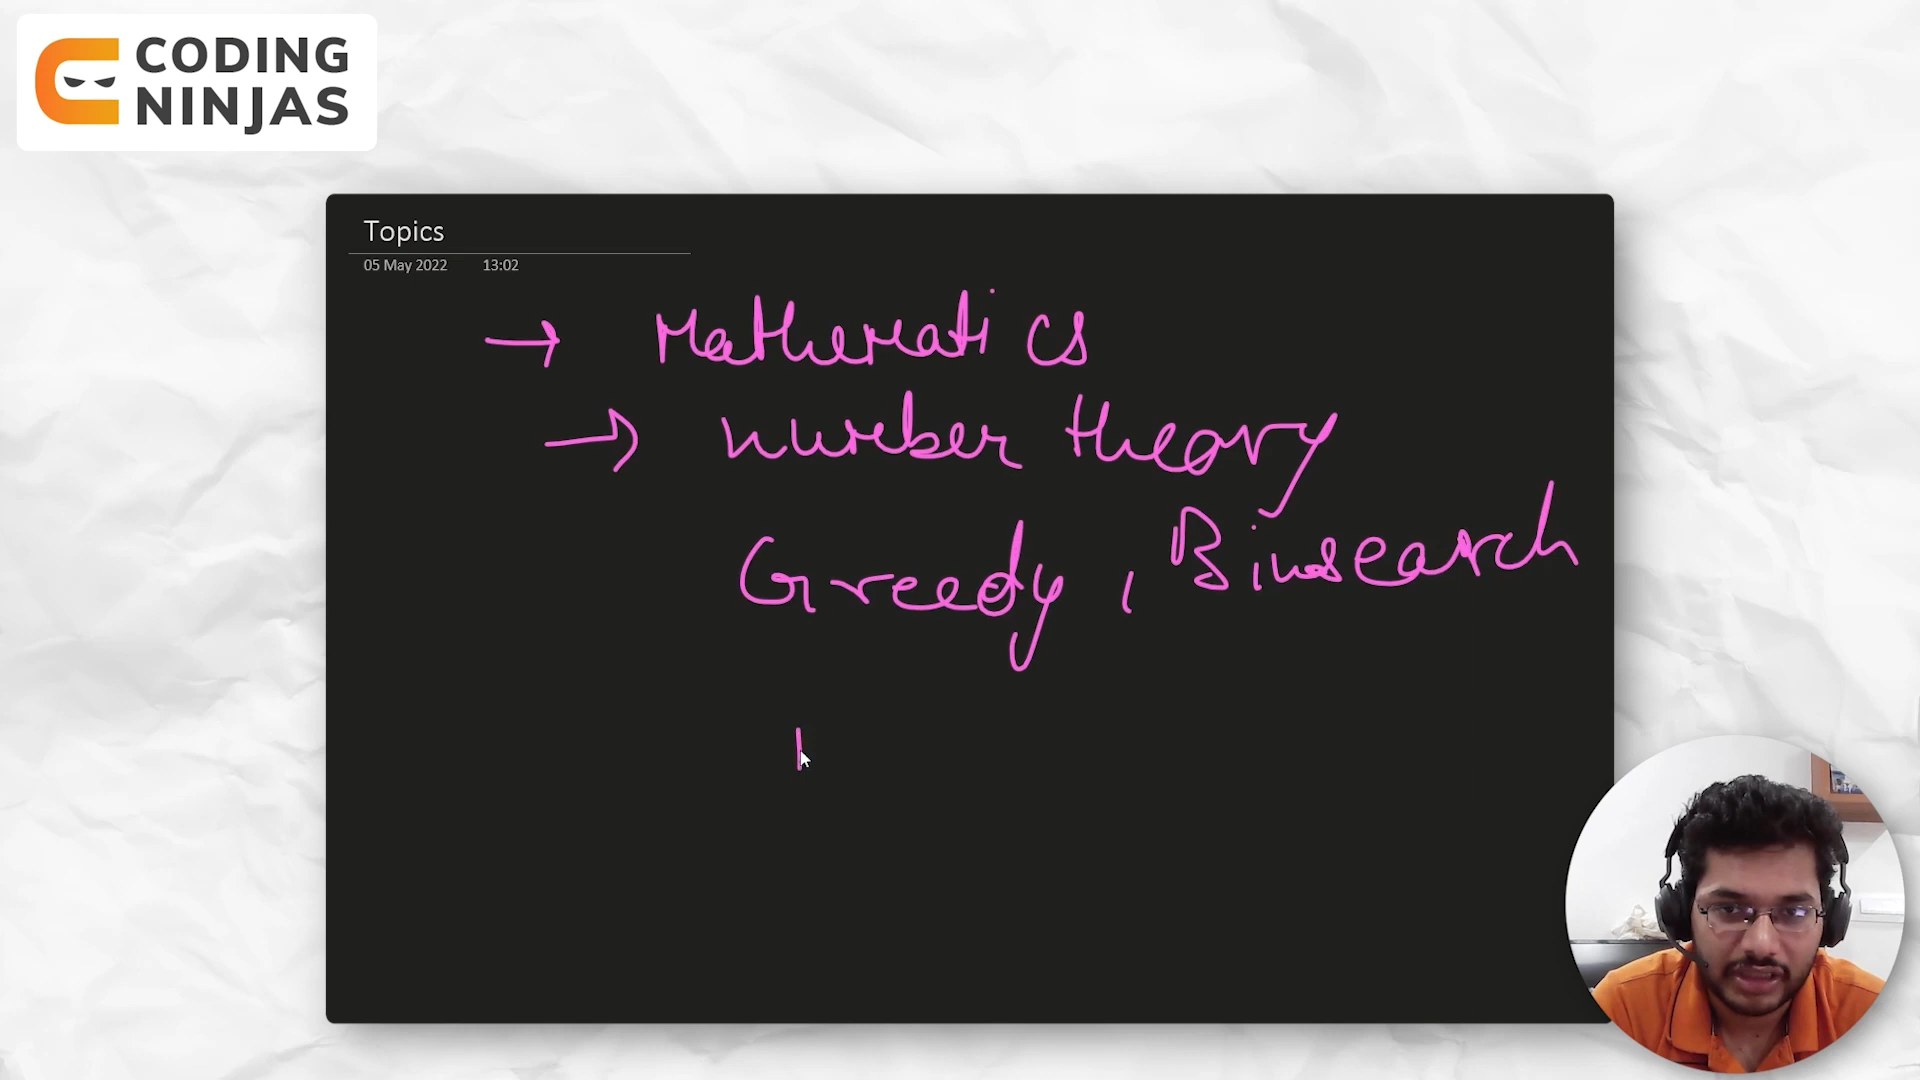 CODING
NINJAS
Topics
05 May 2022 13:02
→ Mathematics
→ number theory
Greedy, Binsearch